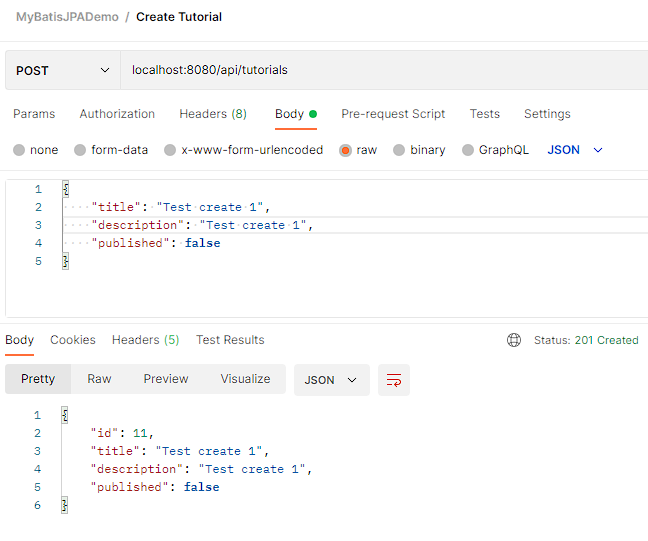 MyBatisJPADemo / Create Tutorial
POST localhost:8080/api/tutorials
Params Authorization Headers (8) Body Pre-request Script Tests Settings
none form-data x-www-form-urlencoded raw binary GraphQL JSON
1 {
2 "title": "Test create 1",
3 "description": "Test create 1",
4 "published": false
5 }
Body Cookies Headers (5) Test Results Status: 201 Created
Pretty Raw Preview Visualize JSON
1 {
2 "id": 11,
3 "title": "Test create 1",
4 "description": "Test create 1",
5 "published": false
6 }